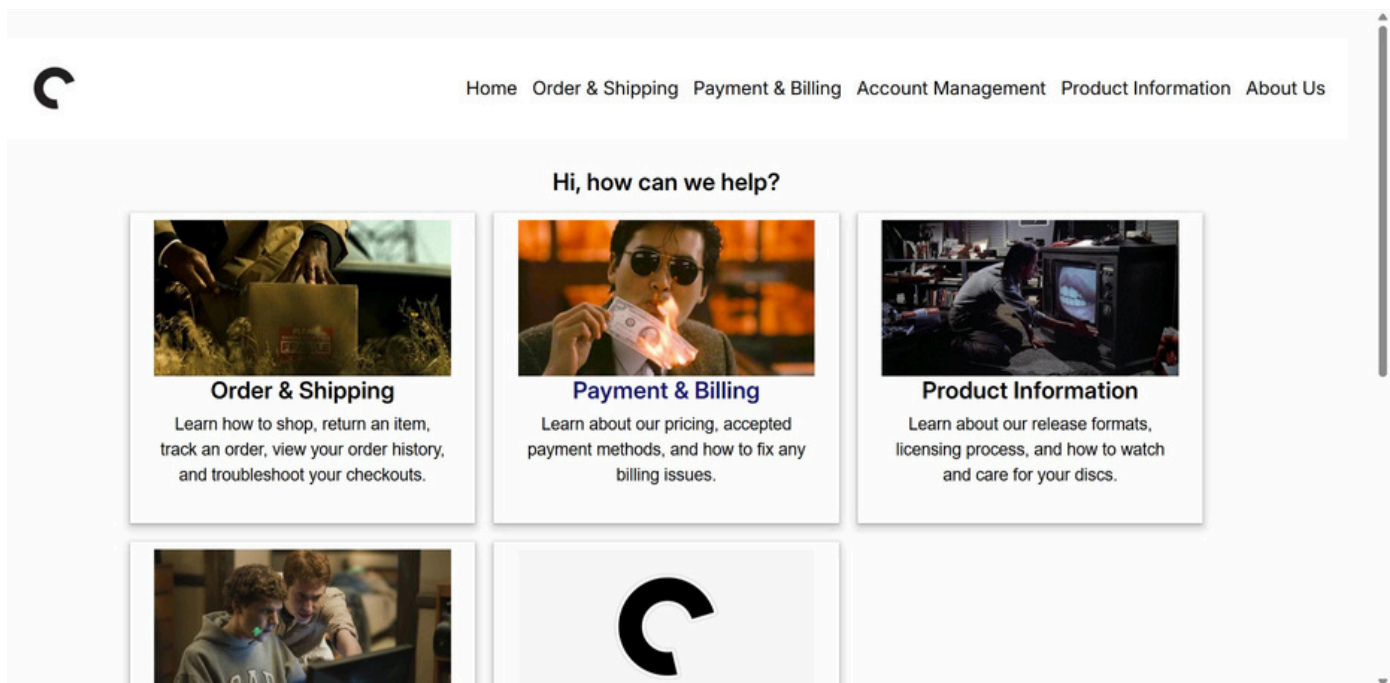 Home Order & Shipping Payment & Billing Account Management Product Information About Us
Hi, how can we help?
Order & Shipping
Learn how to shop, return an item,
track an order, view your order history,
and troubleshoot your checkouts.
Payment & Billing
Learn about our pricing, accepted
payment methods, and how to fix any
billing issues.
Product Information
Learn about our release formats,
licensing process, and how to watch
and care for your discs.